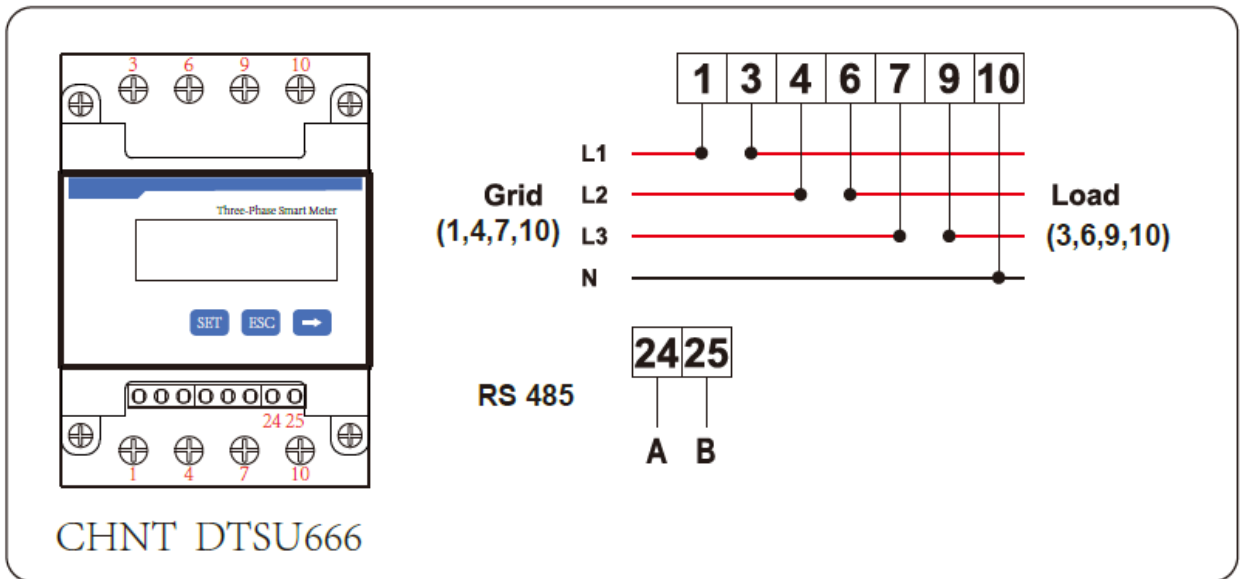 3 6 9 10
Three-Phase Smart Meter
SET ESC
24 25
1 4 7 10
CHNT DTSU666
1 3 4 6 7 9 10
L1
Grid L2 Load
(1,4,7,10) L3 (3,6,9,10)
N
24 25
RS 485
A B